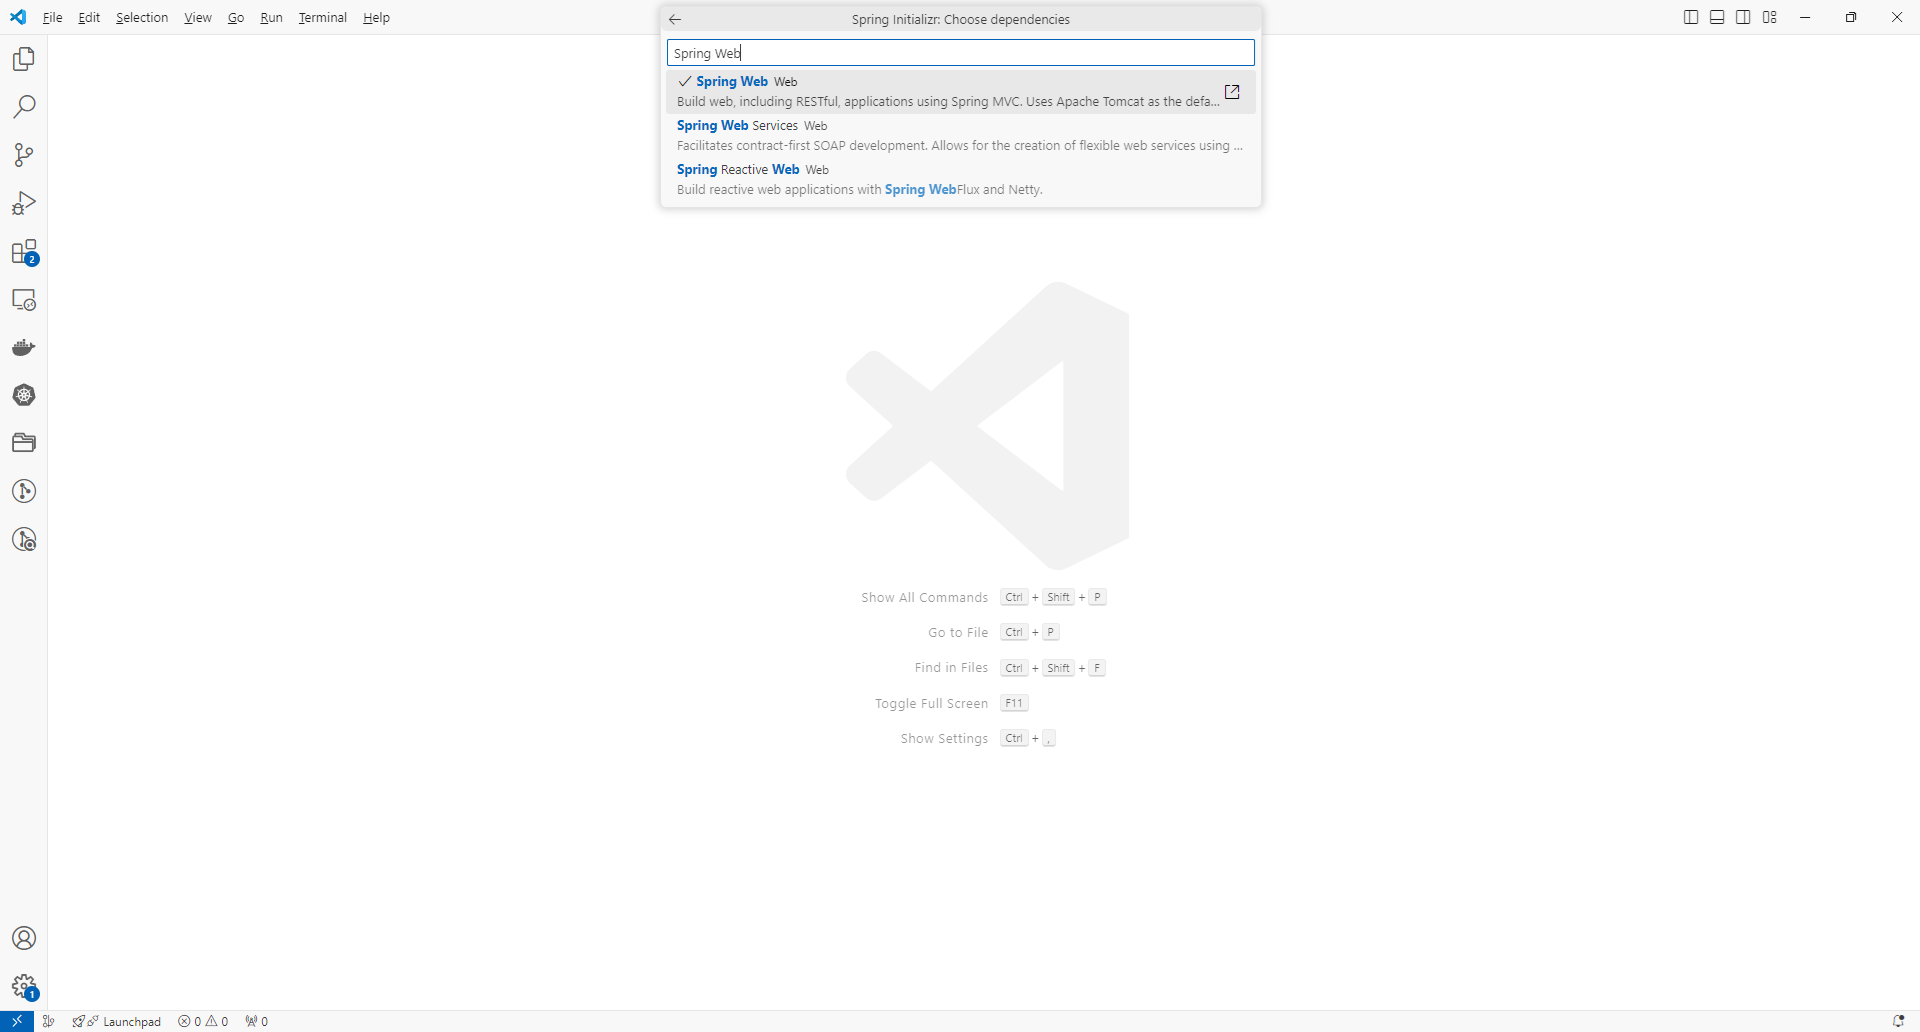 File Edit Selection View Go Run Terminal Help
Spring Initializr: Choose dependencies
Spring Web
Spring Web Web
Build web, including RESTful, applications using Spring MVC. Uses Apache Tomcat as the defa...
Spring Web Services Web
Facilitates contract-first SOAP development. Allows for the creation of flexible web services using ...
Spring Reactive Web Web
Build reactive web applications with Spring WebFlux and Netty.
2
Show All Commands Ctrl + Shift + P
Go to File Ctrl + P
Find in Files Ctrl + Shift + F
Toggle Full Screen F11
Show Settings Ctrl + ,
1
Launchpad 0 0 0